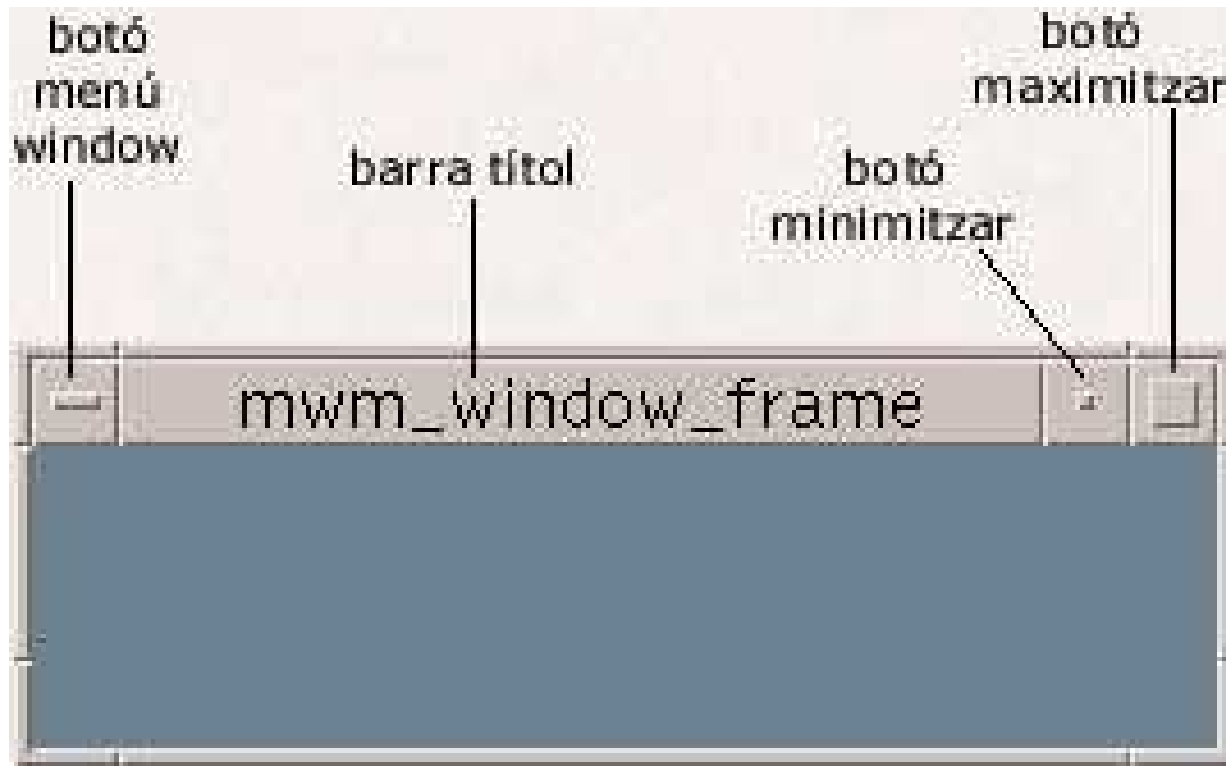 botó
menú
window
barra títol
botó
minimitzar
botó
maximitzar
mwm_window_frame